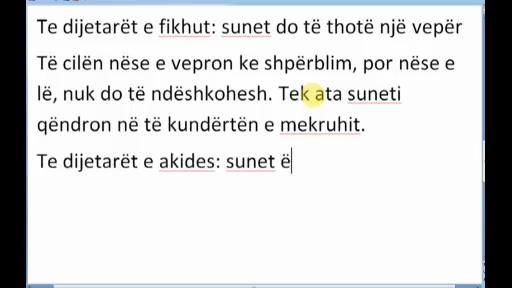 Te dijetarët e fikhut: sunet do të thotë një vepër
Të cilën nëse e vepron ke shpërblim, por nëse e
lë, nuk do të ndëshkohesh. Tek ata suneti
qëndron në të kundërtën e mekruhit.
Te dijetarët e akides: sunet ë